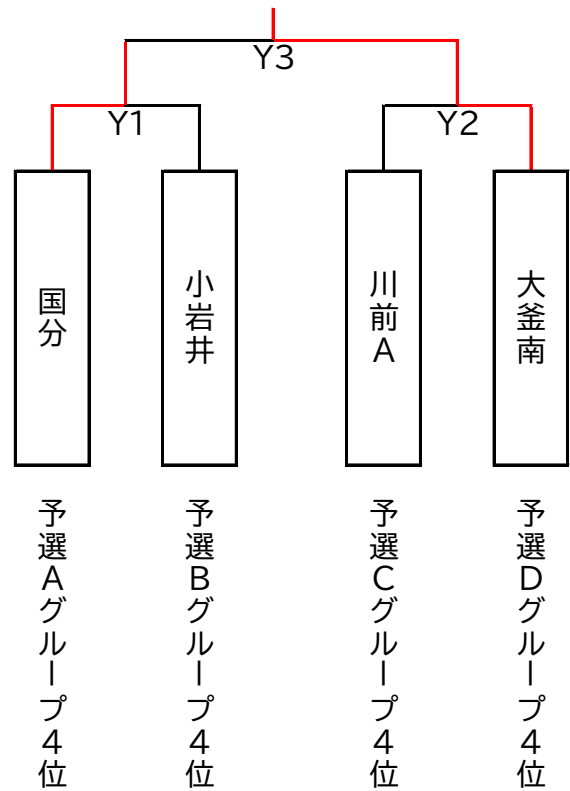 Y3
Y1
Y2
国分
小岩井
川前A
大釜南
予選Aグループ4位
予選Bグループ4位
予選Cグループ4位
予選Dグループ4位